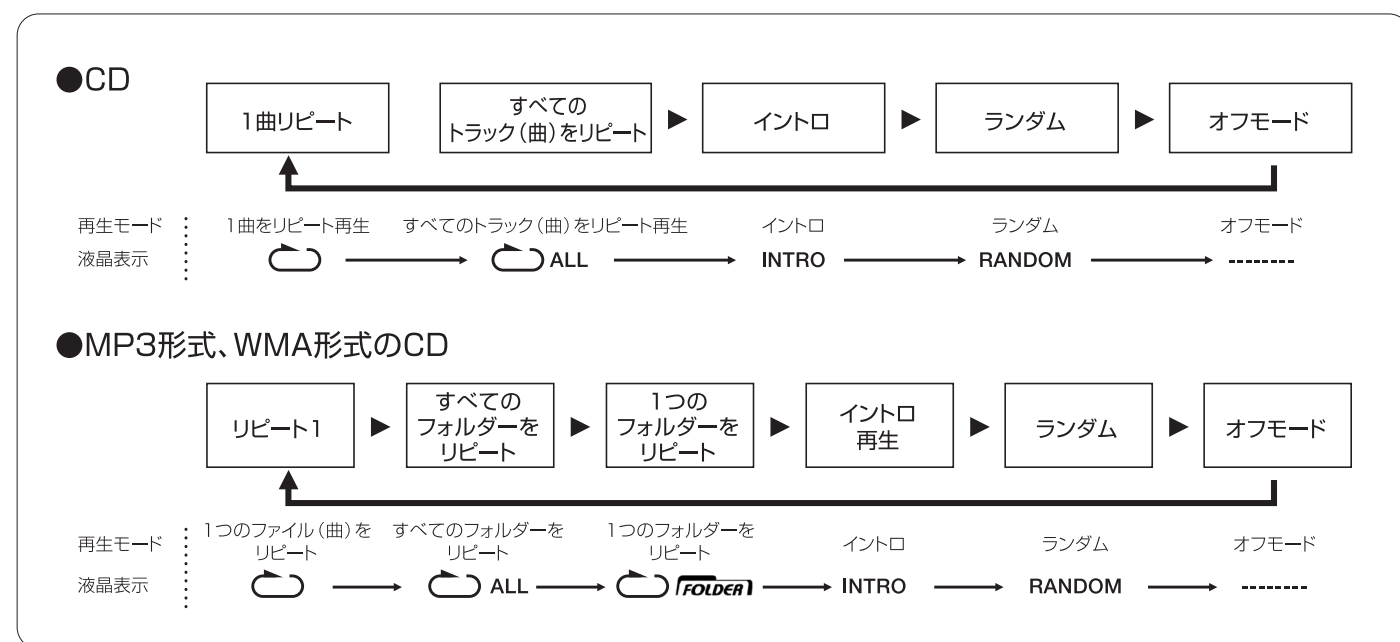 ●CD
1曲リピート
すべての
トラック（曲）をリピート
▶
イントロ
▶
ランダム
▶
オフモード
再生モード
1曲をリピート再生
すべてのトラック（曲）をリピート再生
イントロ
ランダム
オフモード
液晶表示
ALL
INTRO
RANDOM
--------
●MP3形式、WMA形式のCD
リピート1
▶
すべての
フォルダーを
リピート
▶
1つの
フォルダーを
リピート
▶
イントロ
再生
▶
ランダム
▶
オフモード
再生モード
1つのファイル（曲）を
リピート
すべてのフォルダーを
リピート
1つのフォルダーを
リピート
イントロ
ランダム
オフモード
液晶表示
ALL
FOLDER
INTRO
RANDOM
--------